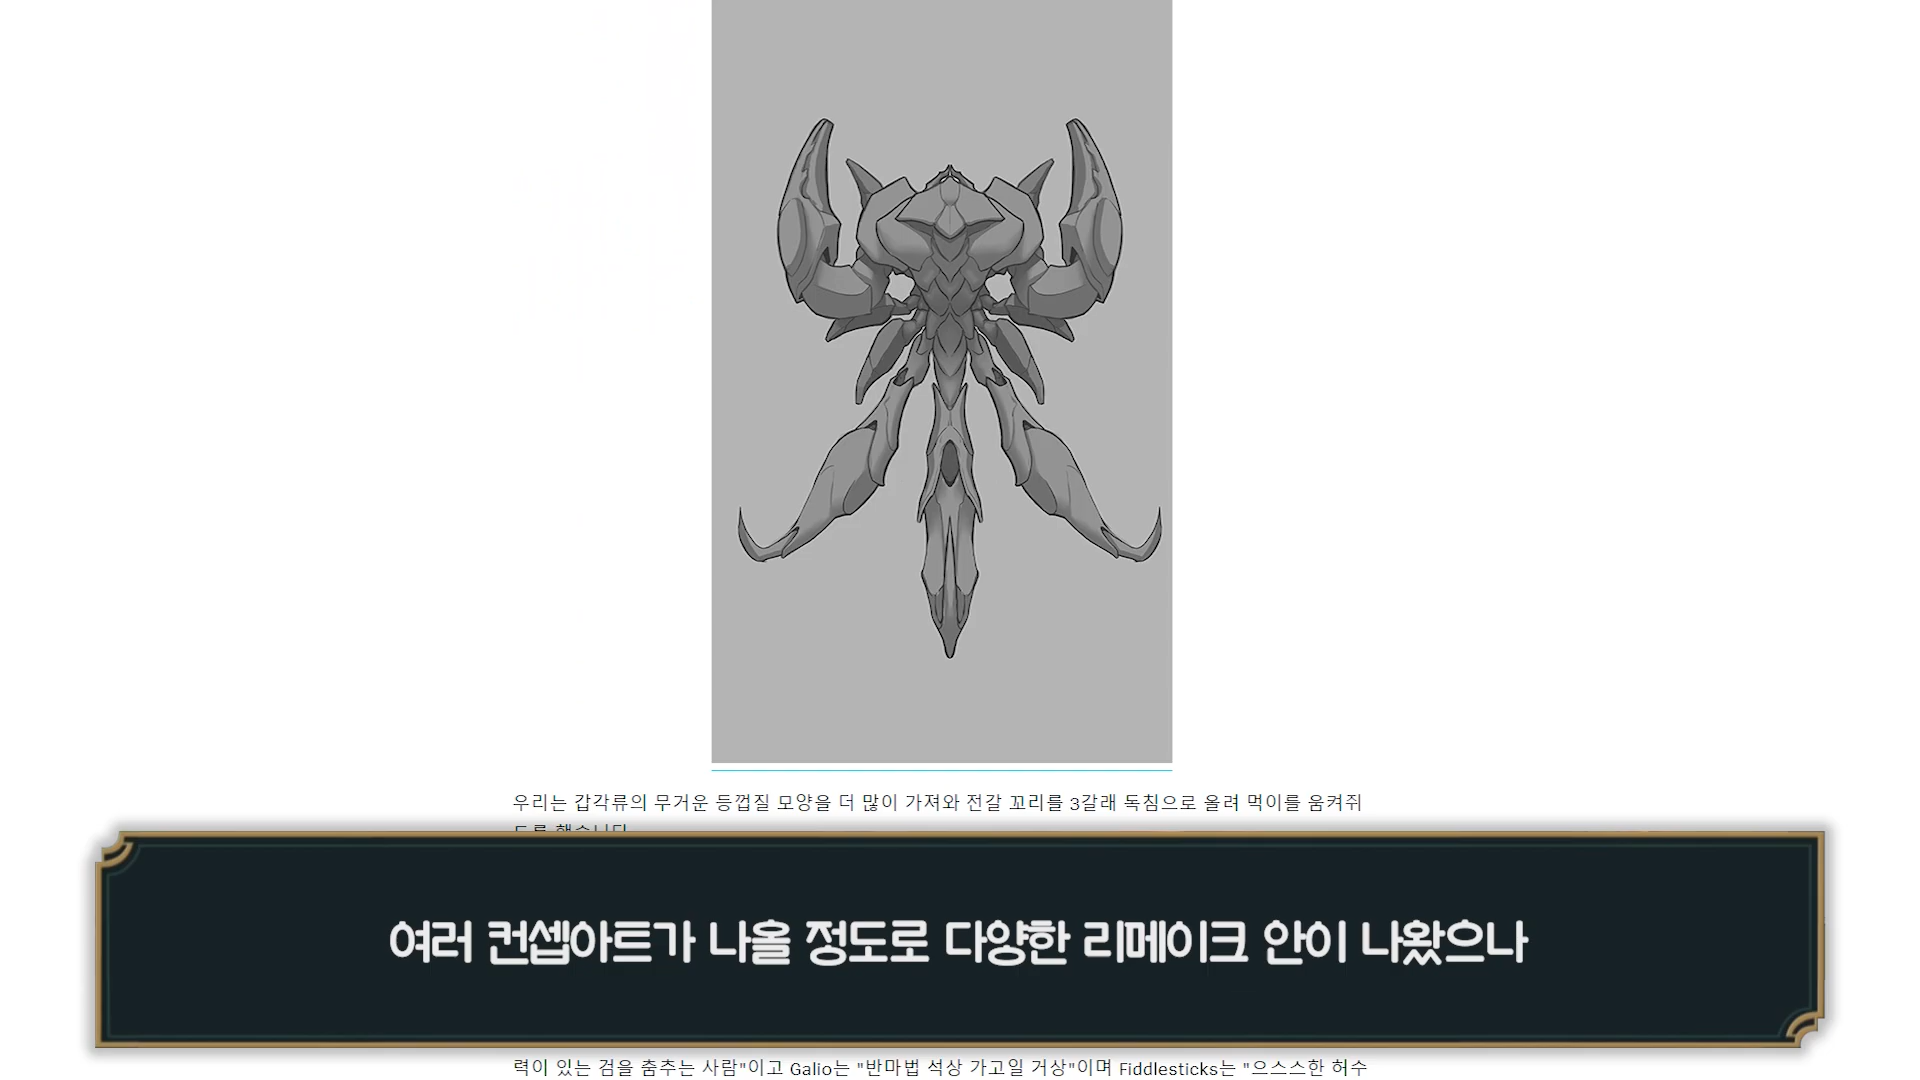 우리는 갑각류의 무거운 등껍질 모양을 더 많이 가져와 전갈 꼬리를 3갈래 독침으로 올려 먹이를 움켜쥐
도록 했습니다
여러 컨셉아트가 나올 정도로 다양한 리메이크 안이 나왔으나
력이 있는 검을 춤추는 사람"이고 Galio는 "반마법 석상 가고일 거상"이며 Fiddlesticks는 "으스스한 허수